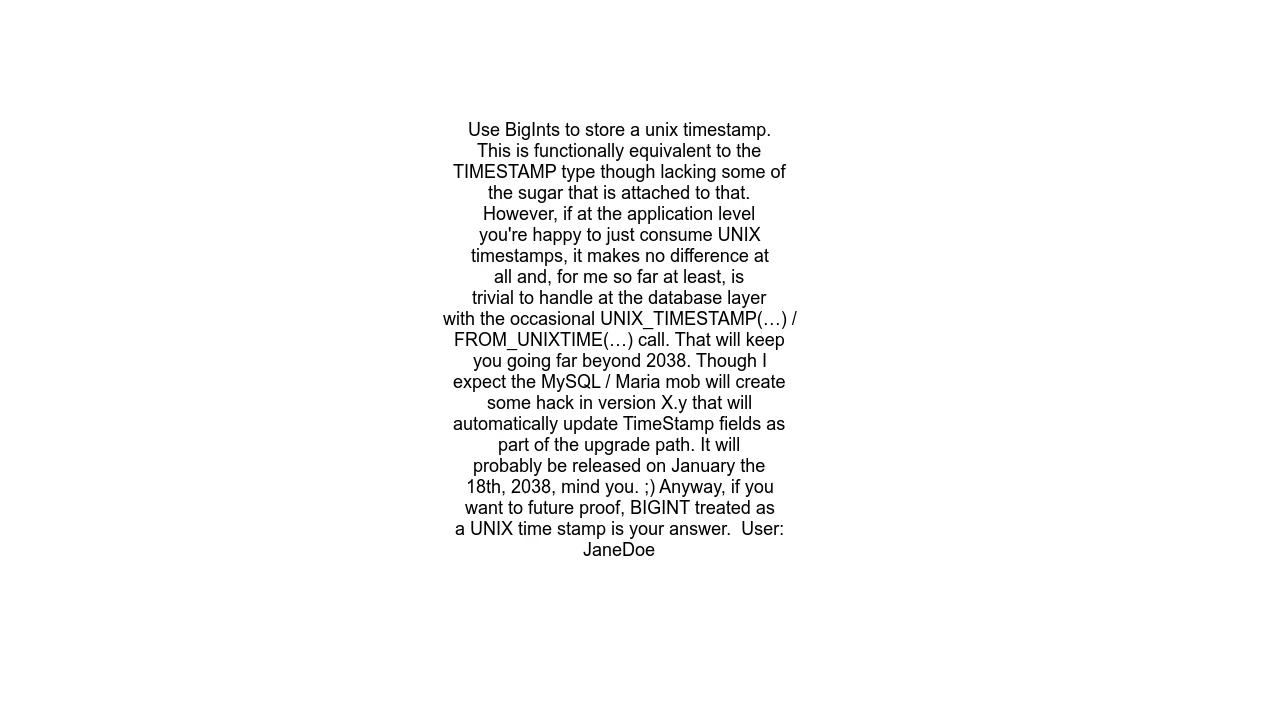 Use BigInts to store a unix timestamp.
This is functionally equivalent to the
TIMESTAMP type though lacking some of
the sugar that is attached to that.
However, if at the application level
you're happy to just consume UNIX
timestamps, it makes no difference at
all and, for me so far at least, is
trivial to handle at the database layer
with the occasional UNIX_TIMESTAMP(…) /
FROM_UNIXTIME(…) call. That will keep
you going far beyond 2038. Though I
expect the MySQL / Maria mob will create
some hack in version X.y that will
automatically update TimeStamp fields as
part of the upgrade path. It will
probably be released on January the
18th, 2038, mind you. ;) Anyway, if you
want to future proof, BIGINT treated as
a UNIX time stamp is your answer.  User:
JaneDoe